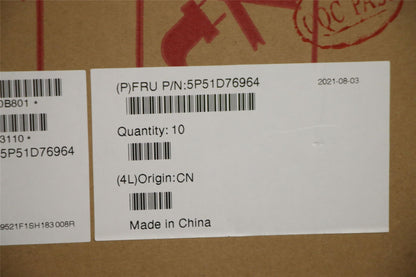 QC PAS
0B801 *
3110 *
5P51D76964
9521F1SH183008R
(P)FRU P/N:5P51D76964
2021-08-03
Quantity: 10
(4L)Origin:CN
Made in China